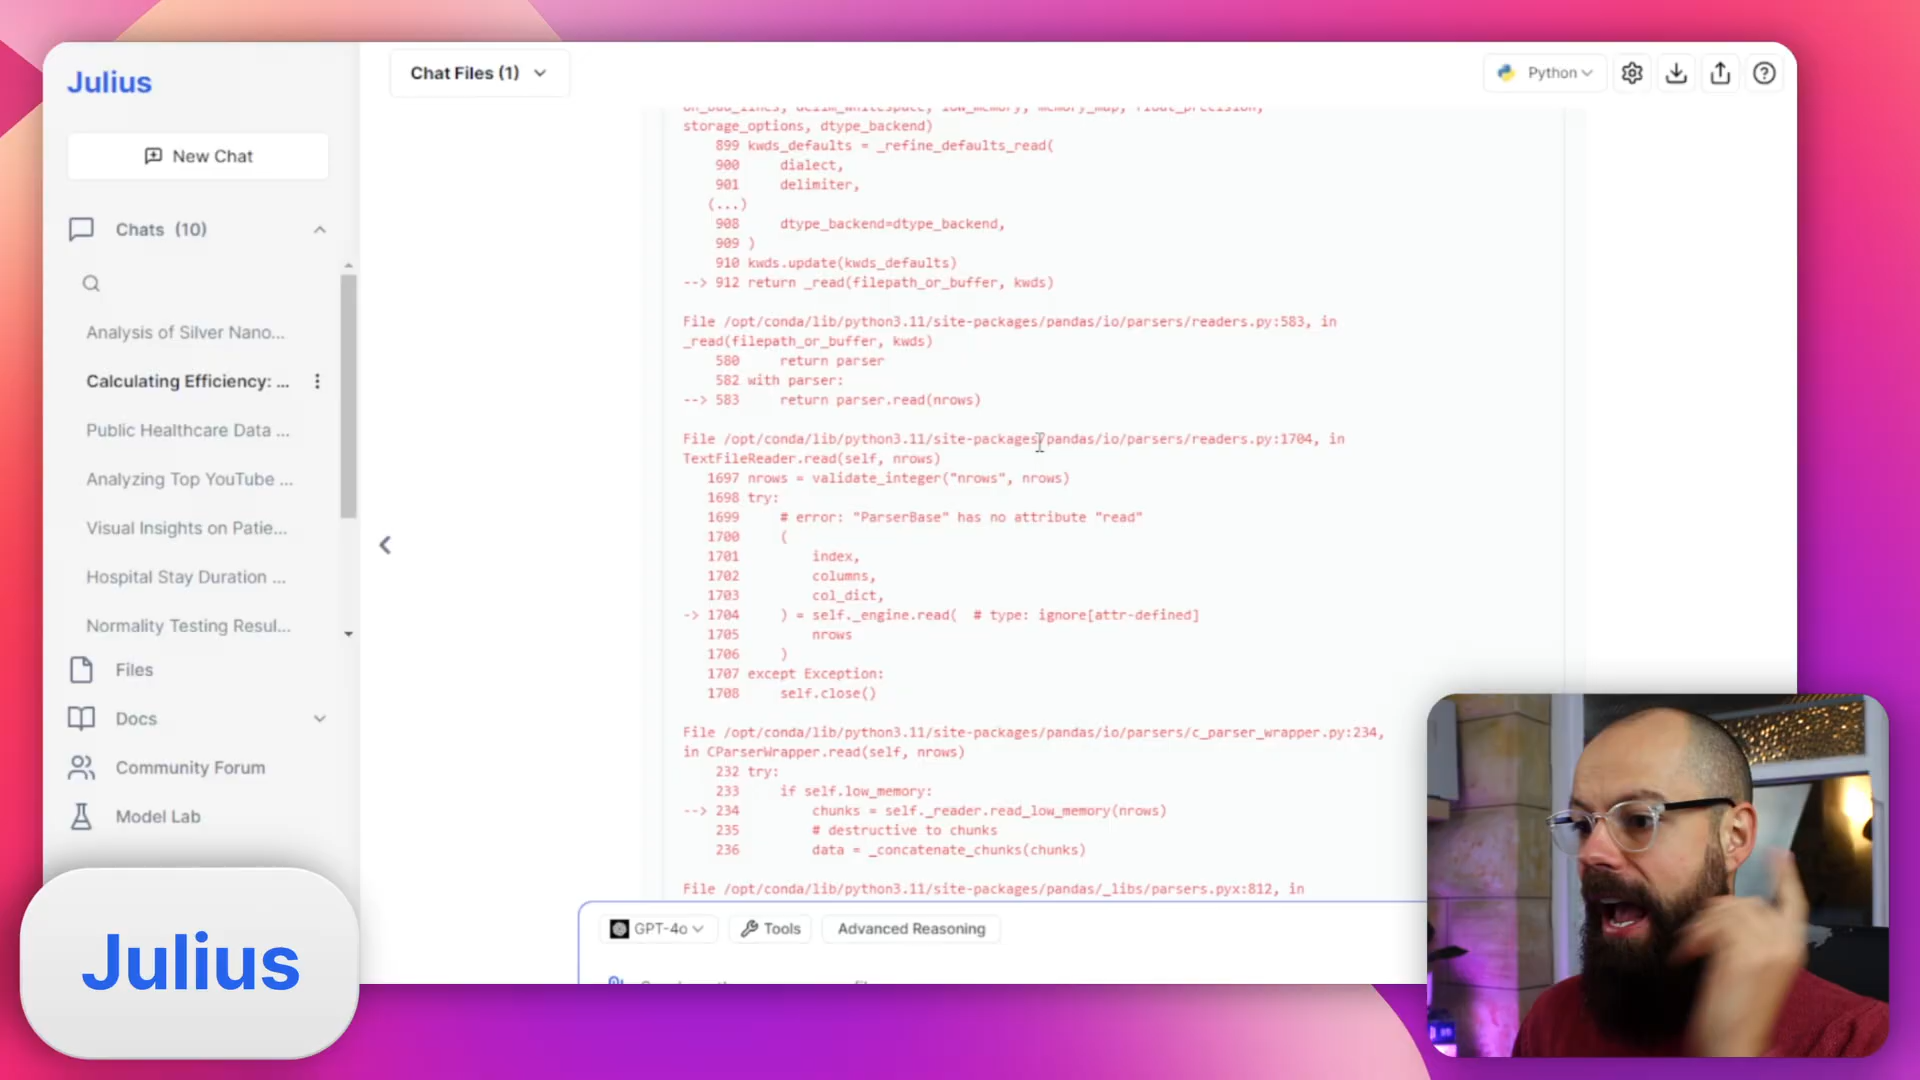 Julius
Chat Files (1)
Python
New Chat
Chats (10)
Analysis of Silver Nano...
Calculating Efficiency: ...
Public Healthcare Data ...
Analyzing Top YouTube ...
Visual Insights on Patie...
Hospital Stay Duration ...
Normality Testing Resul...
Files
Docs
Community Forum
Model Lab
on_bad_lines, delim_whitespace, low_memory, memory_map, float_precision,
storage_options, dtype_backend)
899 kwds_defaults = _refine_defaults_read(
900 dialect,
901 delimiter,
(...)
908 dtype_backend=dtype_backend,
909 )
910 kwds.update(kwds_defaults)
--> 912 return _read(filepath_or_buffer, kwds)
File /opt/conda/lib/python3.11/site-packages/pandas/io/parsers/readers.py:583, in
_read(filepath_or_buffer, kwds)
580 return parser
582 with parser:
--> 583 return parser.read(nrows)
File /opt/conda/lib/python3.11/site-packages/pandas/io/parsers/readers.py:1704, in
TextFileReader.read(self, nrows)
1697 nrows = validate_integer("nrows", nrows)
1698 try:
1699 # error: "ParserBase" has no attribute "read"
1700 (
1701 index,
1702 columns,
1703 col_dict,
-> 1704 ) = self._engine.read( # type: ignore[attr-defined]
1705 nrows
1706 )
1707 except Exception:
1708 self.close()
File /opt/conda/lib/python3.11/site-packages/pandas/io/parsers/c_parser_wrapper.py:234,
in CParserWrapper.read(self, nrows)
232 try:
233 if self.low_memory:
--> 234 chunks = self._reader.read_low_memory(nrows)
235 # destructive to chunks
236 data = _concatenate_chunks(chunks)
File /opt/conda/lib/python3.11/site-packages/pandas/_libs/parsers.pyx:812, in
GPT-4o
Tools
Advanced Reasoning
Julius